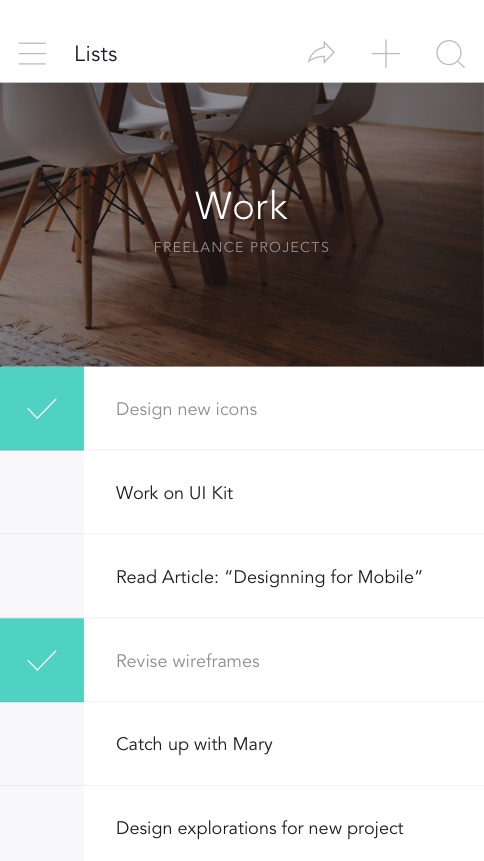 Lists
Work
FREELANCE PROJECTS
Design new icons
Work on UI Kit
Read Article: “Designning for Mobile”
Revise wireframes
Catch up with Mary
Design explorations for new project